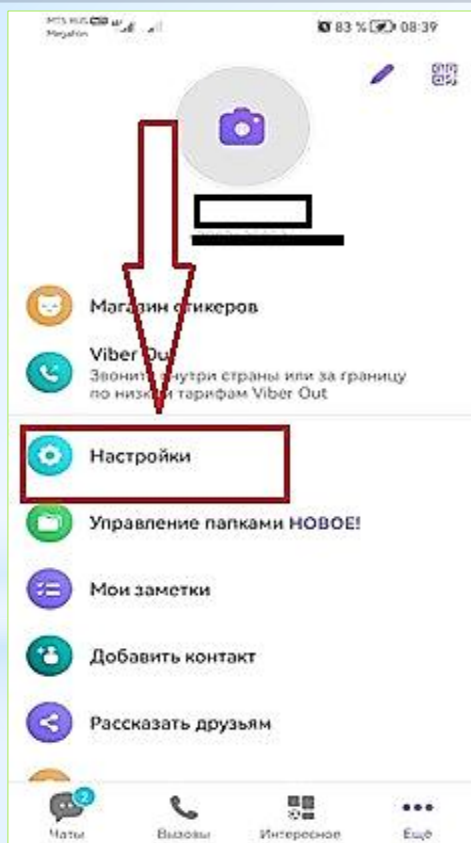 MTS RUS
Megafon
83 % 08:39
Магазин стикеров
Viber Out
Звоните внутри страны или за границу
по низким тарифам Viber Out
Настройки
Управление папками НОВОЕ!
Мои заметки
Добавить контакт
Рассказать друзьям
2
Чаты Вызовы Интересное Ещё